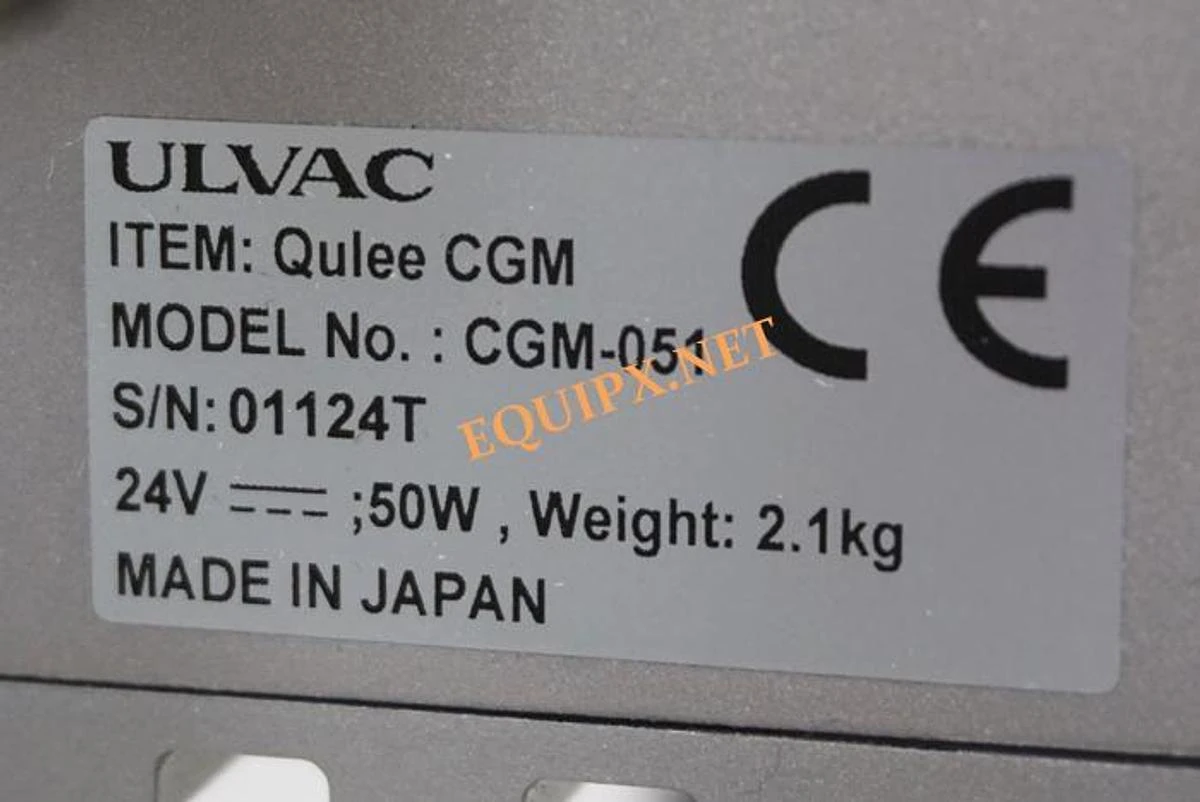 ULVAC
CE
ITEM: Qulee CGM
MODEL No. : CGM-051
EQUIPX.NET
S/N: 01124T
24V ⎓ ;50W , Weight: 2.1kg
MADE IN JAPAN